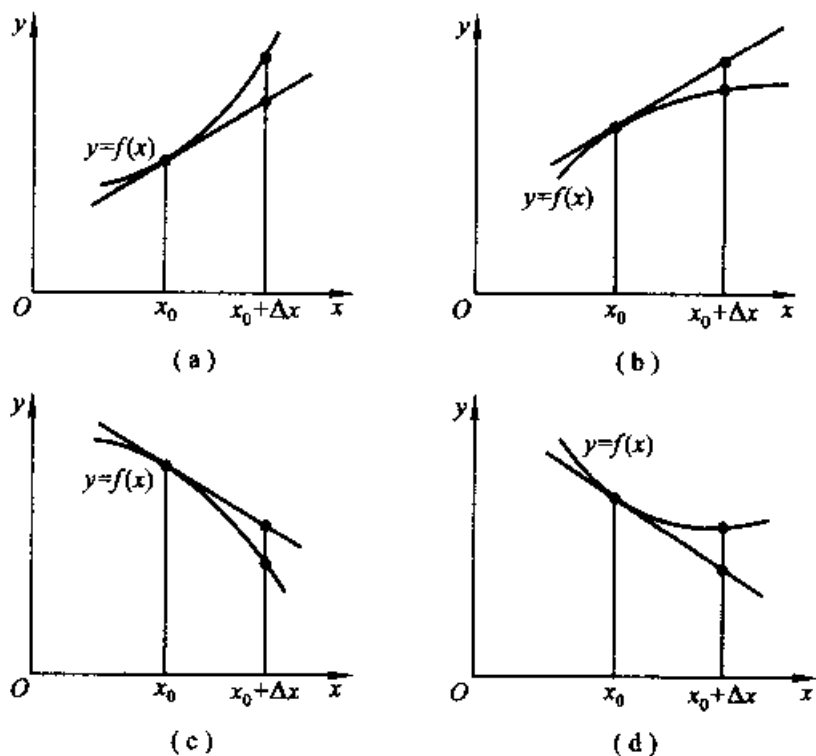 y
y=f(x)
O
x₀
x₀+Δx
x
(a)
y
y=f(x)
O
x₀
x₀+Δx
x
(b)
y
y=f(x)
O
x₀
x₀+Δx
x
(c)
y
y=f(x)
O
x₀
x₀+Δx
x
(d)